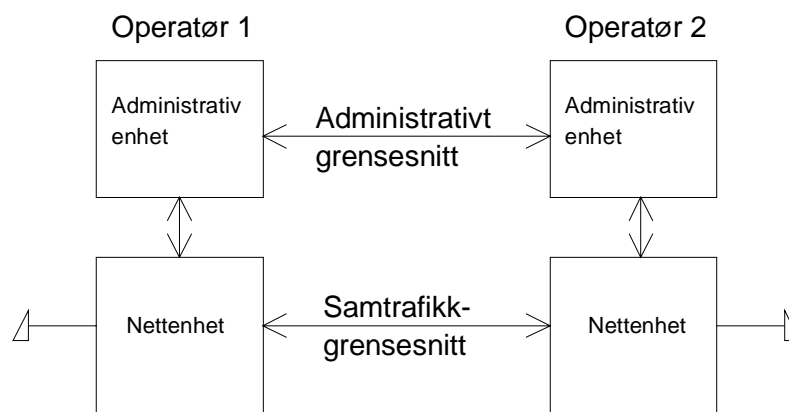 Operatør 1
Operatør 2
Administrativ
enhet
Administrativt
grensesnitt
Administrativ
enhet
Nettenhet
Samtrafikk-
grensesnitt
Nettenhet